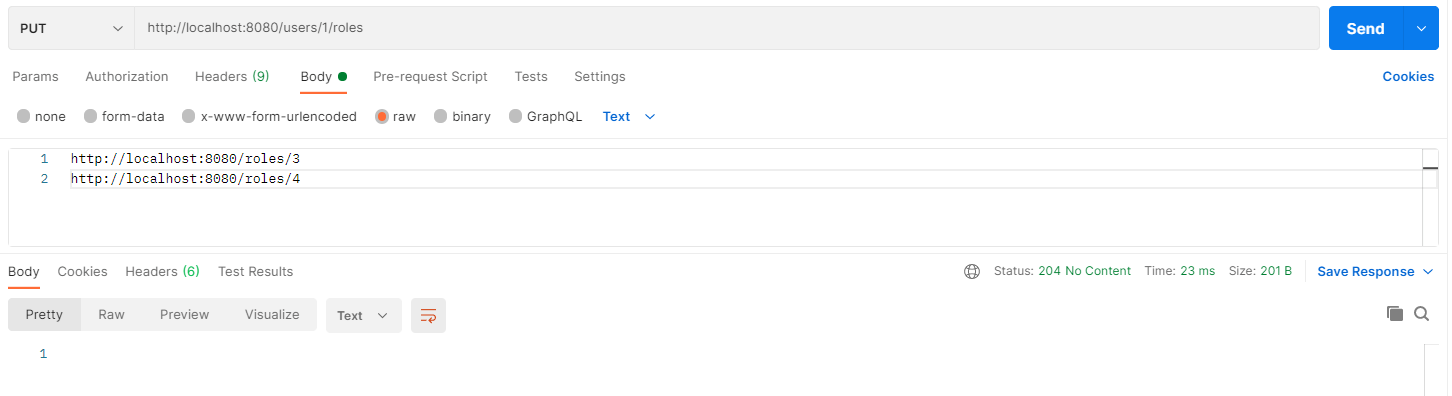 PUT http://localhost:8080/users/1/roles Send
Params Authorization Headers (9) Body Pre-request Script Tests Settings Cookies
none form-data x-www-form-urlencoded raw binary GraphQL Text
1 http://localhost:8080/roles/3
2 http://localhost:8080/roles/4
Body Cookies Headers (6) Test Results Status: 204 No Content Time: 23 ms Size: 201 B Save Response
Pretty Raw Preview Visualize Text
1